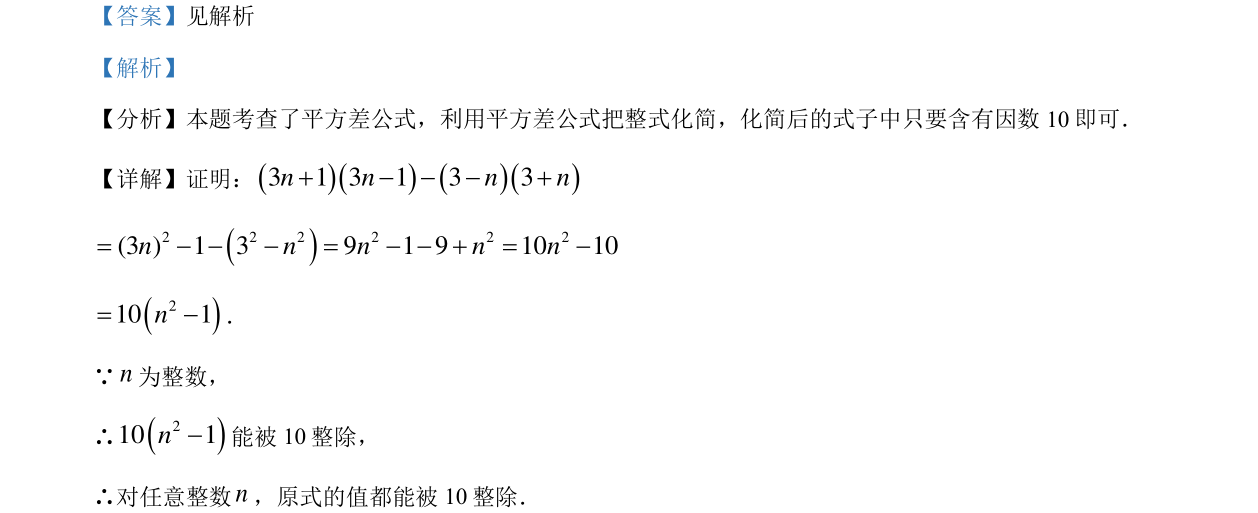 【答案】见解析
【解析】
【分析】本题考查了平方差公式，利用平方差公式把整式化简，化简后的式子中只要含有因数 10 即可．
【详解】证明：(3n+1)(3n−1)−(3−n)(3+n)
=(3n)²−1−(3²−n²)=9n²−1−9+n²=10n²−10
=10(n²−1)．
∵n 为整数，
∴10(n²−1)能被 10 整除，
∴对任意整数 n，原式的值都能被 10 整除．